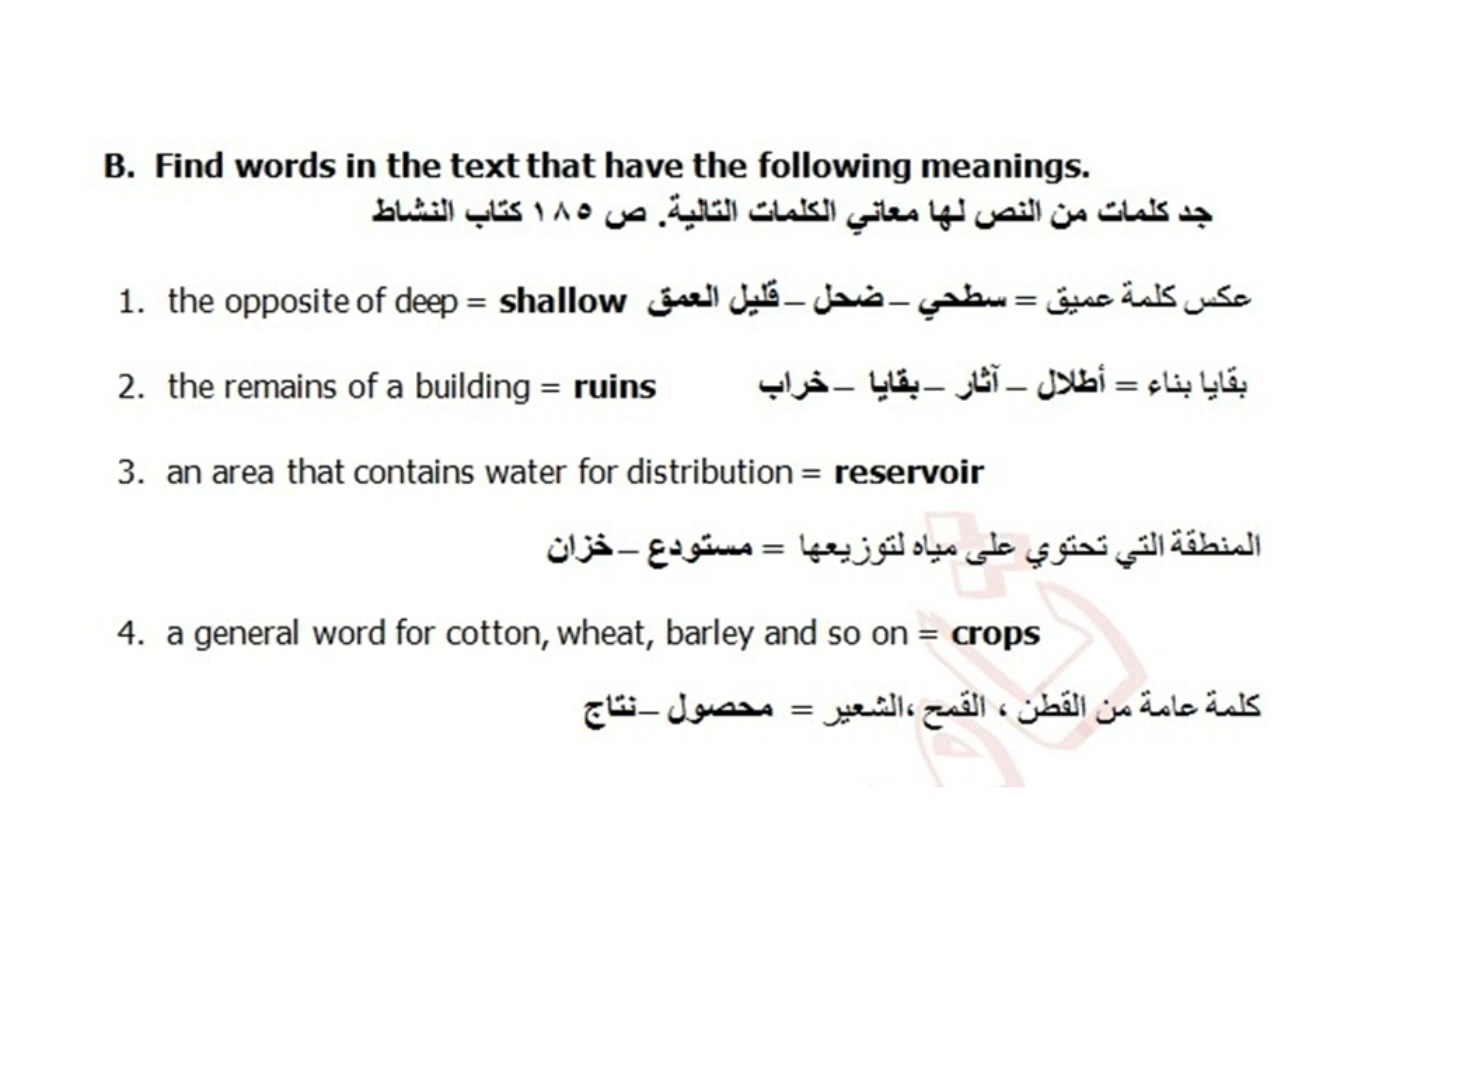 B. Find words in the text that have the following meanings.
جد كلمات من النص لها معاني الكلمات التالية. ص ١٨٥ كتاب النشاط
1. the opposite of deep = shallow عكس كلمة عميق = سطحي – ضحل – قليل العمق
2. the remains of a building = ruins بقايا بناء = أطلال – آثار – بقايا – خراب
3. an area that contains water for distribution = reservoir
المنطقة التي تحتوي على مياه لتوزيعها = مستودع – خزان
4. a general word for cotton, wheat, barley and so on = crops
كلمة عامة من القطن ، القمح ،الشعير = محصول – نتاج